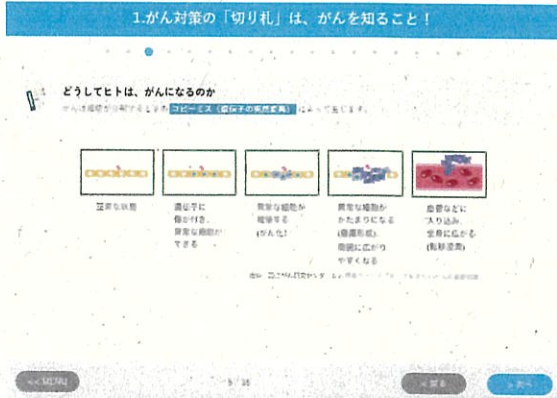 1.がん対策の「切り札」は、がんを知ること！
どうしてヒトは、がんになるのか
がんは細胞が分裂するときの コピーミス（遺伝子の突然変異） によって生じます。
正常な状態
遺伝子に
傷が付き、
異常な細胞が
できる
異常な細胞が
増殖する
(がん化)
異常な細胞が
かたまりになる
(腫瘍形成)、
周囲に広がり
やすくなる
血管などに
入り込み、
全身に広がる
(転移浸潤)
<< MENU
< 戻る
> 次へ